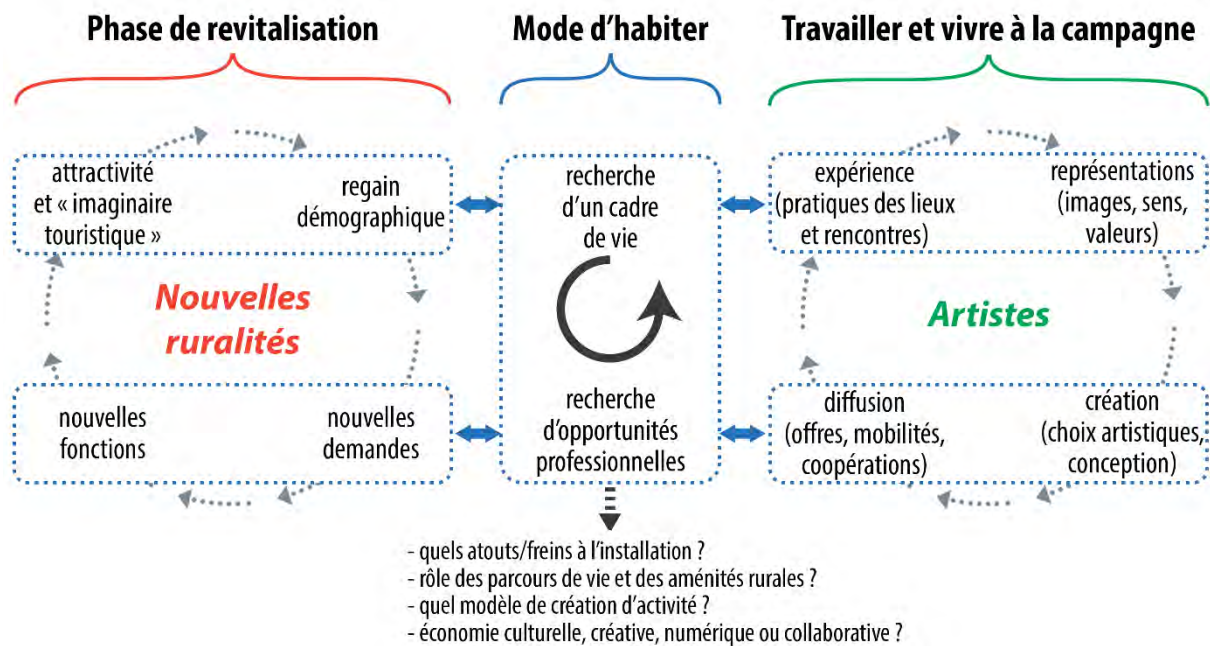 Phase de revitalisation
Mode d'habiter
Travailler et vivre à la campagne
attractivité
et « imaginaire
touristique »
regain
démographique
Nouvelles
ruralités
nouvelles
fonctions
nouvelles
demandes
recherche
d'un cadre
de vie
recherche
d'opportunités
professionnelles
expérience
(pratiques des lieux
et rencontres)
représentations
(images, sens,
valeurs)
Artistes
diffusion
(offres, mobilités,
coopérations)
création
(choix artistiques,
conception)
- quels atouts/freins à l'installation ?
- rôle des parcours de vie et des aménités rurales ?
- quel modèle de création d'activité ?
- économie culturelle, créative, numérique ou collaborative ?